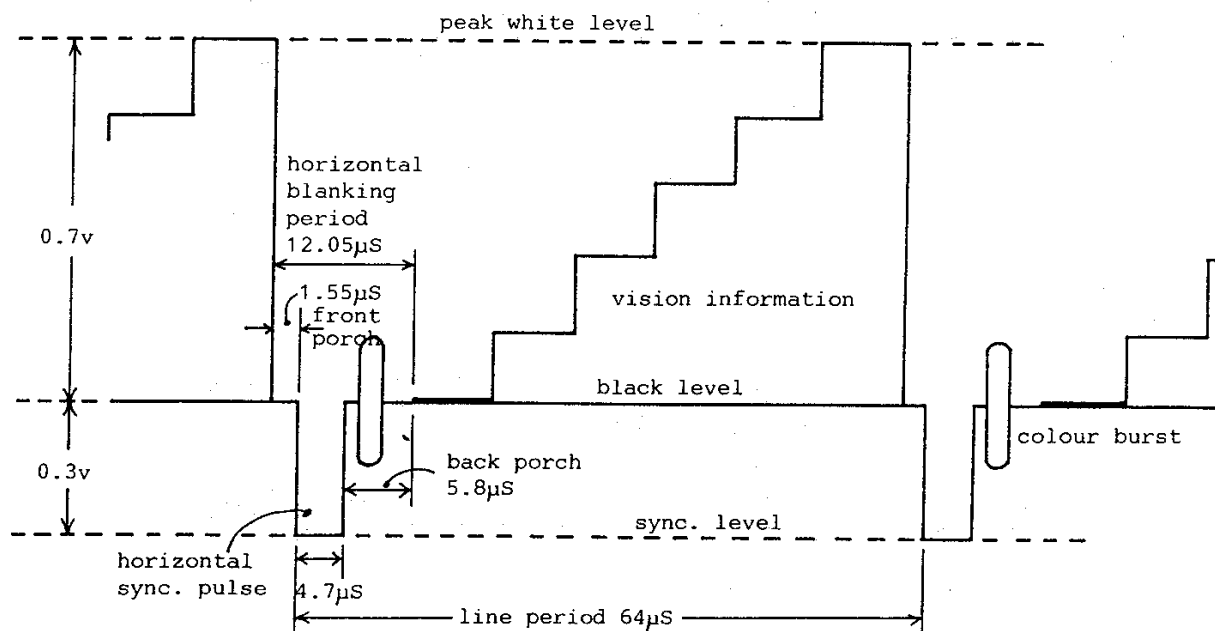 peak white level
horizontal
blanking
period
12.05µS
0.7v
1.55µS
front
porch
vision information
black level
colour burst
0.3v
back porch
5.8µS
sync. level
horizontal
sync. pulse
4.7µS
line period 64µS